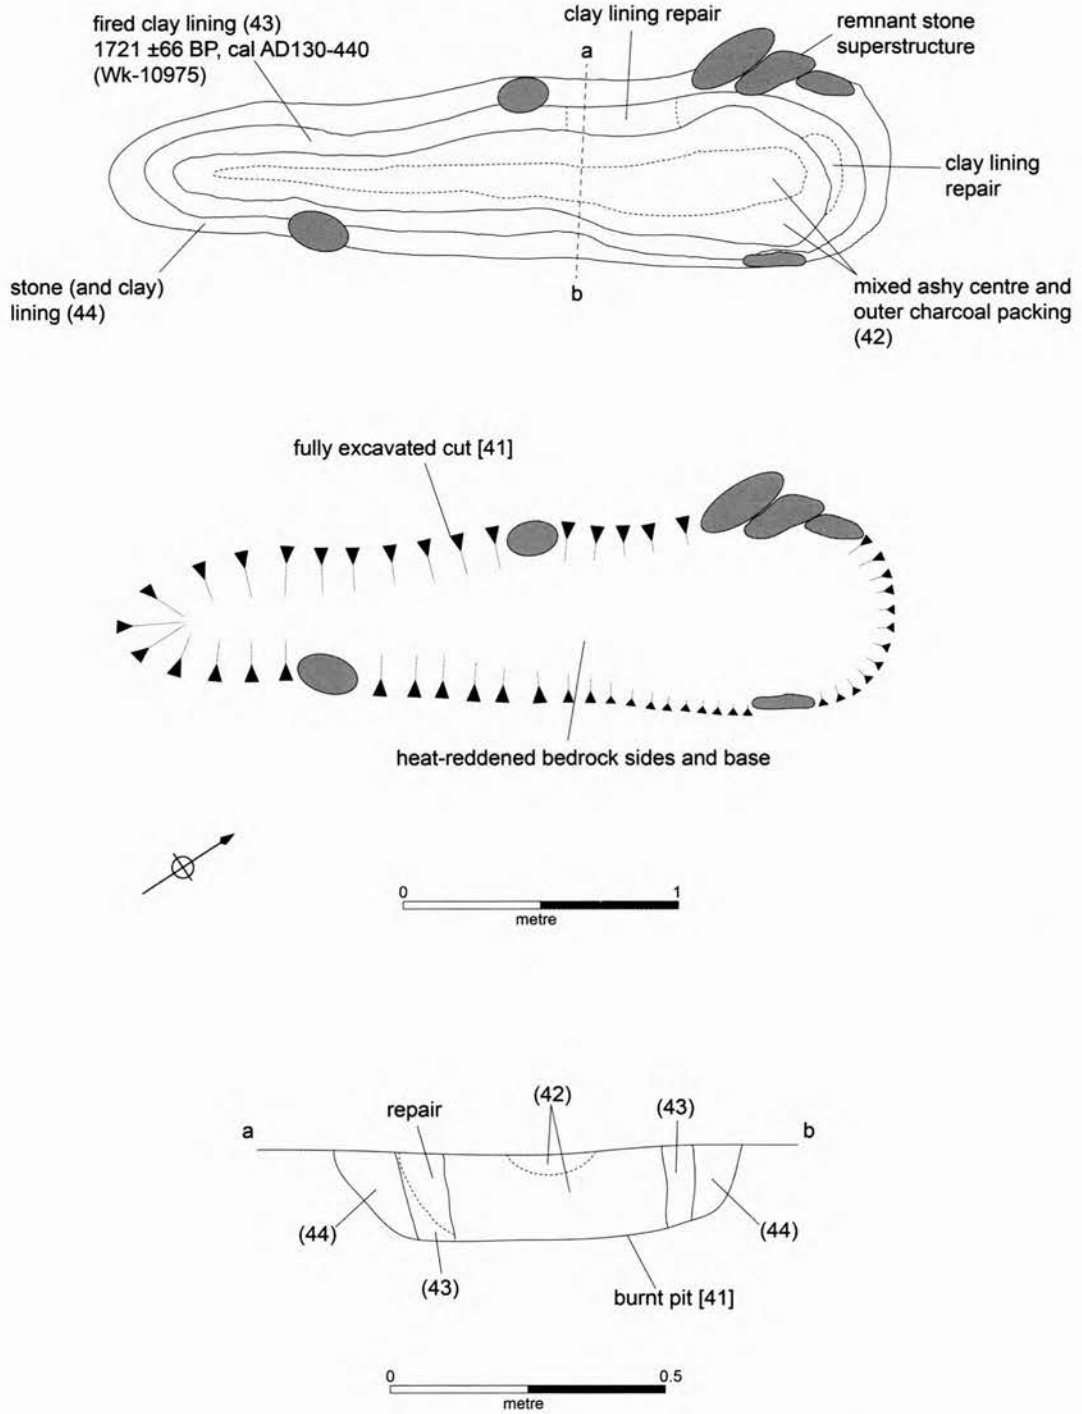 fired clay lining (43)
1721 ±66 BP, cal AD130-440
(Wk-10975)
clay lining repair
remnant stone
superstructure
a
clay lining
repair
b
stone (and clay)
lining (44)
mixed ashy centre and
outer charcoal packing
(42)
fully excavated cut [41]
heat-reddened bedrock sides and base
0 1
metre
a
repair
(42)
(43)
b
(44)
(43)
(44)
burnt pit [41]
0 0.5
metre